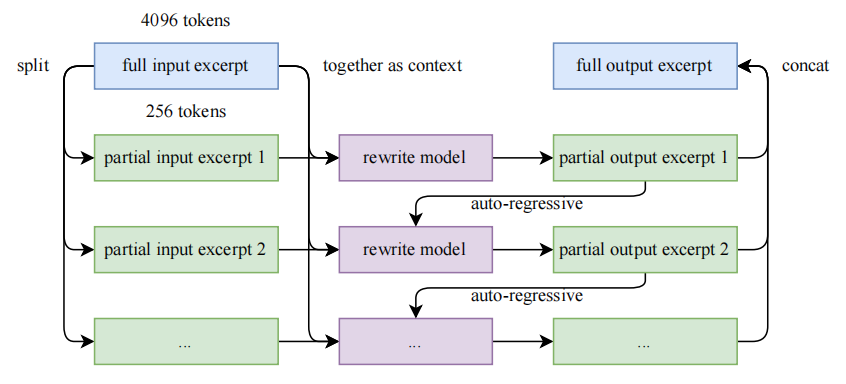 4096 tokens
split
full input excerpt
together as context
full output excerpt
concat
256 tokens
partial input excerpt 1
rewrite model
partial output excerpt 1
auto-regressive
partial input excerpt 2
rewrite model
partial output excerpt 2
auto-regressive
...
...
...